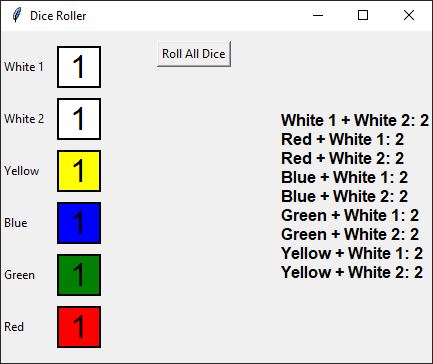 Dice Roller
Roll All Dice
White 1 1
White 2 1
Yellow 1
Blue 1
Green 1
Red 1
White 1 + White 2: 2
Red + White 1: 2
Red + White 2: 2
Blue + White 1: 2
Blue + White 2: 2
Green + White 1: 2
Green + White 2: 2
Yellow + White 1: 2
Yellow + White 2: 2